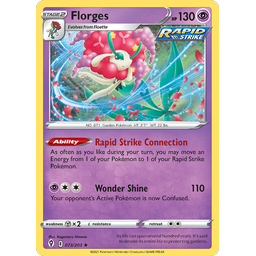 STAGE 2
Florges
HP 130
Evolves from Floette
RAPID STRIKE
NO. 671 Garden Pokémon HT: 3'7" WT: 22 lbs.
Ability Rapid Strike Connection
As often as you like during your turn, you may move an
Energy from 1 of your Pokémon to 1 of your Rapid Strike
Pokémon.
Wonder Shine 110
Your opponent's Active Pokémon is now Confused.
weakness ×2 resistance
retreat
073/203